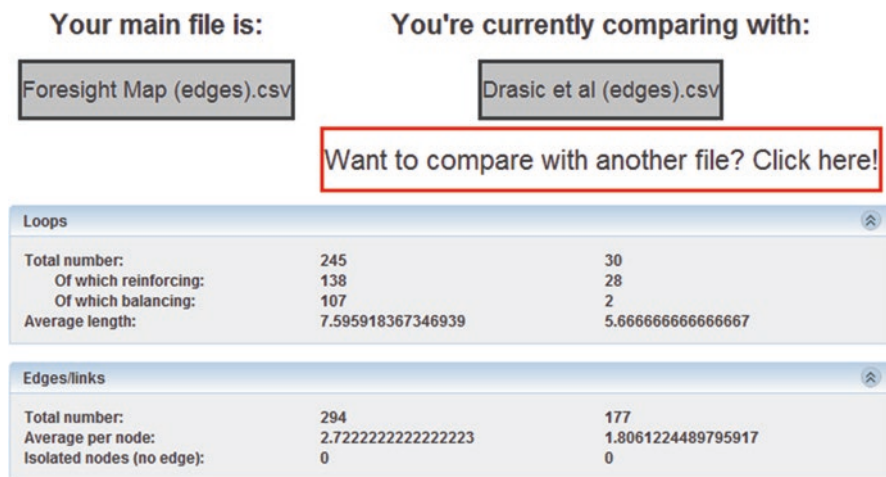 Your main file is: You're currently comparing with:
Foresight Map (edges).csv Drasic et al (edges).csv
Want to compare with another file? Click here!
Loops
Total number: 245 30
Of which reinforcing: 138 28
Of which balancing: 107 2
Average length: 7.595918367346939 5.666666666666667
Edges/links
Total number: 294 177
Average per node: 2.7222222222222223 1.8061224489795917
Isolated nodes (no edge): 0 0